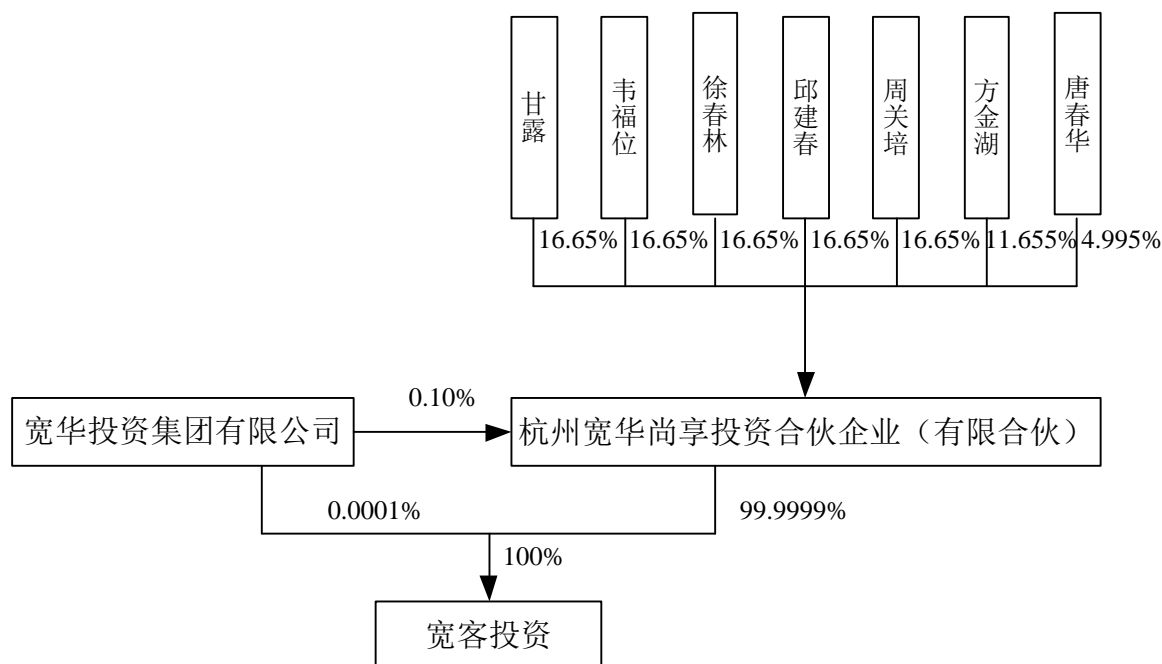 甘露
韦福位
徐春林
邱建春
周关培
方金湖
唐春华
16.65%
16.65%
16.65%
16.65%
16.65%
11.655%
4.995%
0.10%
宽华投资集团有限公司
杭州宽华尚享投资合伙企业（有限合伙）
0.0001%
99.9999%
100%
宽客投资